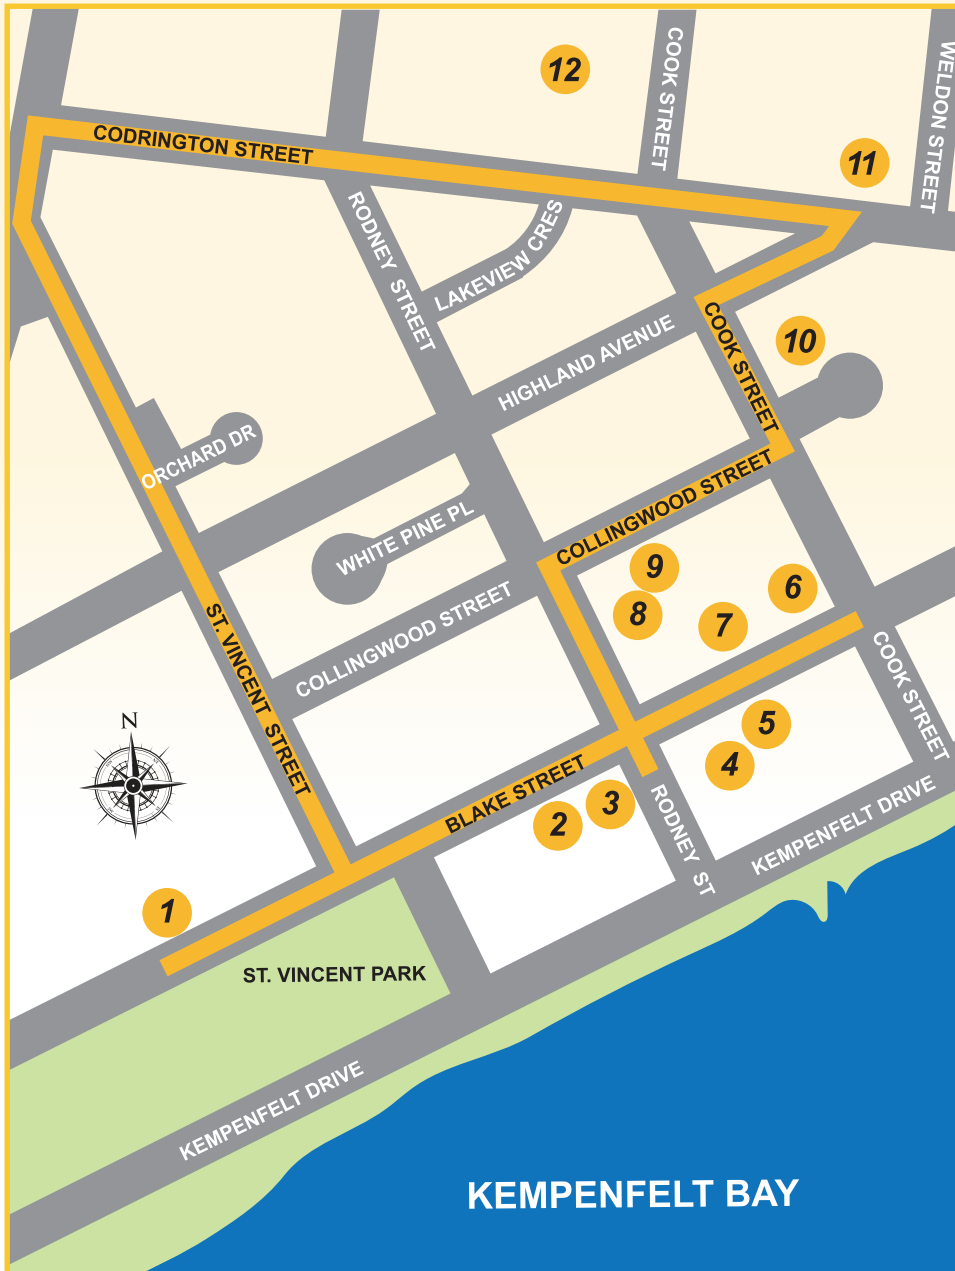 12
COOK STREET
WELDON STREET
CODRINGTON STREET
11
RODNEY STREET
LAKEVIEW CRES
HIGHLAND AVENUE
COOK STREET
10
ORCHARD DR
WHITE PINE PL
COLLINGWOOD STREET
9
8
7
6
COLLINGWOOD STREET
ST. VINCENT STREET
COOK STREET
N
5
4
BLAKE STREET
3
2
RODNEY ST
KEMPENFELT DRIVE
1
ST. VINCENT PARK
KEMPENFELT DRIVE
KEMPENFELT BAY